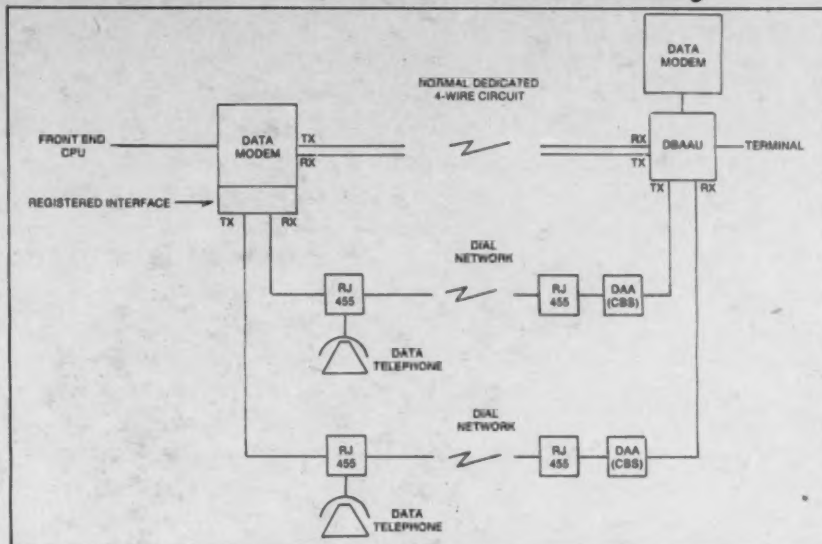 DATA
MODEM
NORMAL DEDICATED
4-WIRE CIRCUIT
FRONT END
CPU
DATA
MODEM
TX
RX
RX
TX
DBAAU
TERMINAL
REGISTERED INTERFACE
TX
RX
TX
RX
DIAL
NETWORK
RJ
455
RJ
455
DAA
(CBS)
DATA
TELEPHONE
DIAL
NETWORK
RJ
455
RJ
455
DAA
(CBS)
DATA
TELEPHONE